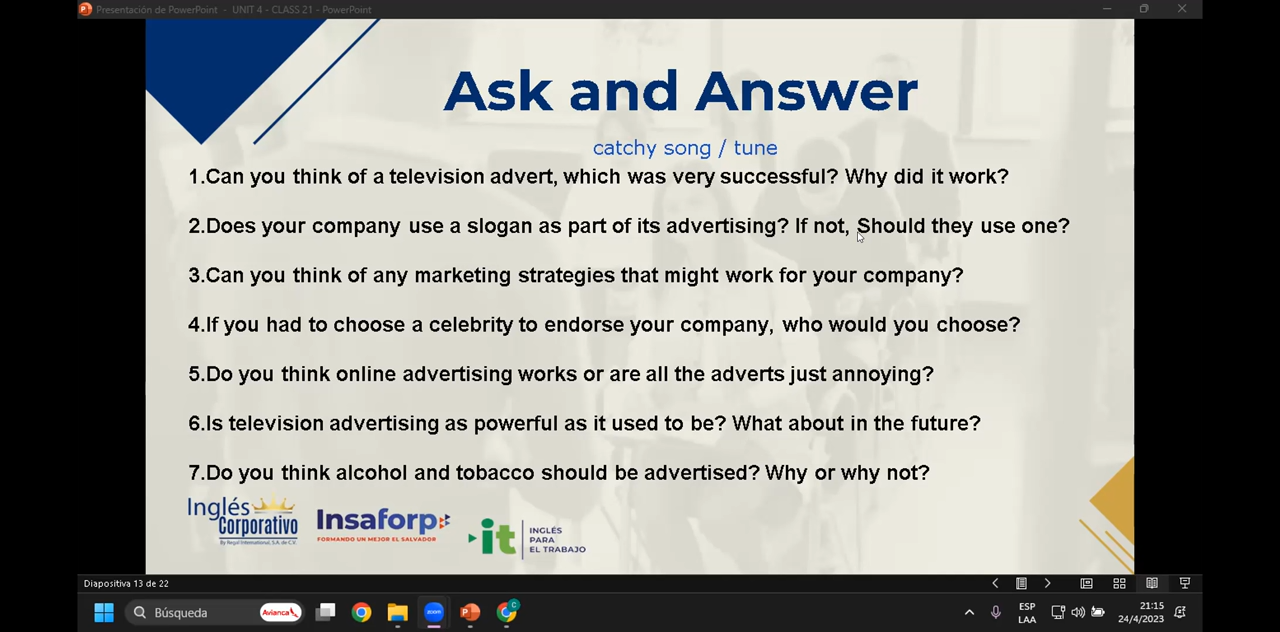 Presentación de PowerPoint - UNIT 4 - CLASS 21 - PowerPoint
Ask and Answer
catchy song / tune
1.Can you think of a television advert, which was very successful? Why did it work?
2.Does your company use a slogan as part of its advertising? If not, Should they use one?
3.Can you think of any marketing strategies that might work for your company?
4.If you had to choose a celebrity to endorse your company, who would you choose?
5.Do you think online advertising works or are all the adverts just annoying?
6.Is television advertising as powerful as it used to be? What about in the future?
7.Do you think alcohol and tobacco should be advertised? Why or why not?
Inglés
Corporativo
By Regal International, S.A. de C.V.
Insaforp
FORMANDO UN MEJOR EL SALVADOR
it
INGLÉS
PARA
EL TRABAJO
Diapositiva 13 de 22
Búsqueda
Avianca
zoom
C
ESP
LAA
21:15
24/4/2023